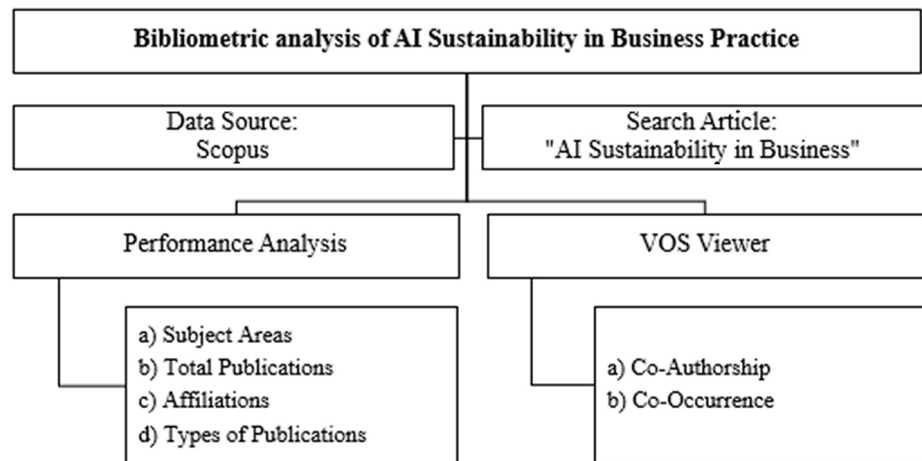 Bibliometric analysis of AI Sustainability in Business Practice
Data Source:
Scopus
Search Article:
"AI Sustainability in Business"
Performance Analysis
VOS Viewer
a) Subject Areas
b) Total Publications
c) Affiliations
d) Types of Publications
a) Co-Authorship
b) Co-Occurrence